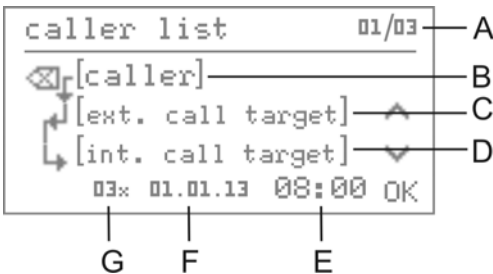 caller list 01/03 A
[caller] B
[ext. call target] C
[int. call target] D
03x 01.01.13 08:00 OK
G F E